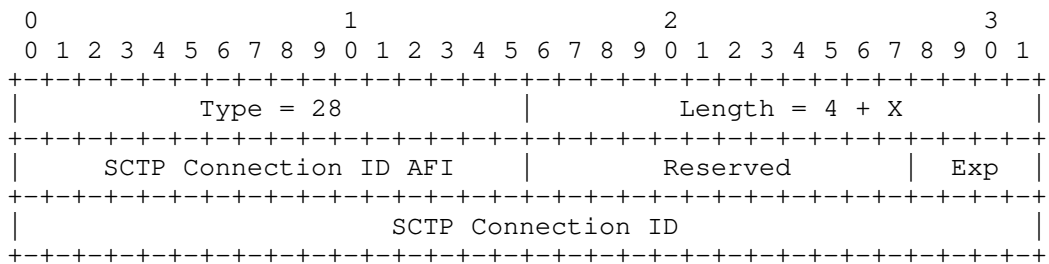 0                   1                   2                   3
 0 1 2 3 4 5 6 7 8 9 0 1 2 3 4 5 6 7 8 9 0 1 2 3 4 5 6 7 8 9 0 1
+-+-+-+-+-+-+-+-+-+-+-+-+-+-+-+-+-+-+-+-+-+-+-+-+-+-+-+-+-+-+-+-+
|           Type = 28           |         Length = 4 + X        |
+-+-+-+-+-+-+-+-+-+-+-+-+-+-+-+-+-+-+-+-+-+-+-+-+-+-+-+-+-+-+-+-+
|     SCTP Connection ID AFI    |        Reserved       |  Exp  |
+-+-+-+-+-+-+-+-+-+-+-+-+-+-+-+-+-+-+-+-+-+-+-+-+-+-+-+-+-+-+-+-+
|                       SCTP Connection ID                      |
+-+-+-+-+-+-+-+-+-+-+-+-+-+-+-+-+-+-+-+-+-+-+-+-+-+-+-+-+-+-+-+-+